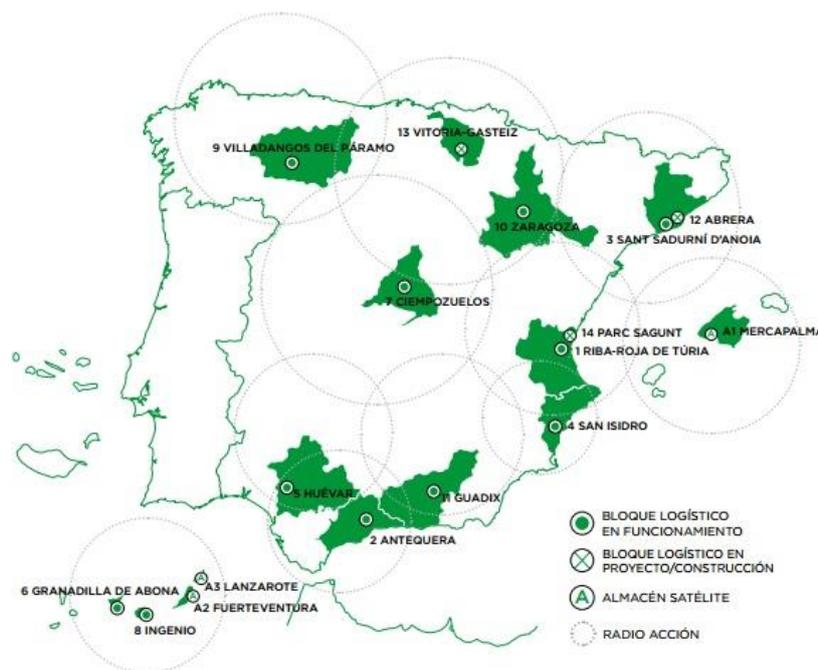 13 VITORIA-GASTEIZ
9 VILLADANGOS DEL PÁRAMO
12 ABRERA
10 ZARAGOZA
3 SANT SADURNÍ D'ANOIA
7 CIEMPOZUELOS
14 PARC SAGUNT
A1 MERCAPALMA
1 RIBA-ROJA DE TÚRIA
4 SAN ISIDRO
5 HUÉVAR
11 GUADIX
2 ANTEQUERA
BLOQUE LOGÍSTICO
EN FUNCIONAMIENTO
BLOQUE LOGÍSTICO EN
PROYECTO/CONSTRUCCIÓN
A ALMACÉN SATÉLITE
RADIO ACCIÓN
6 GRANADILLA DE ABONA
A3 LANZAROTE
A2 FUERTEVENTURA
8 INGENIO
A
A
A